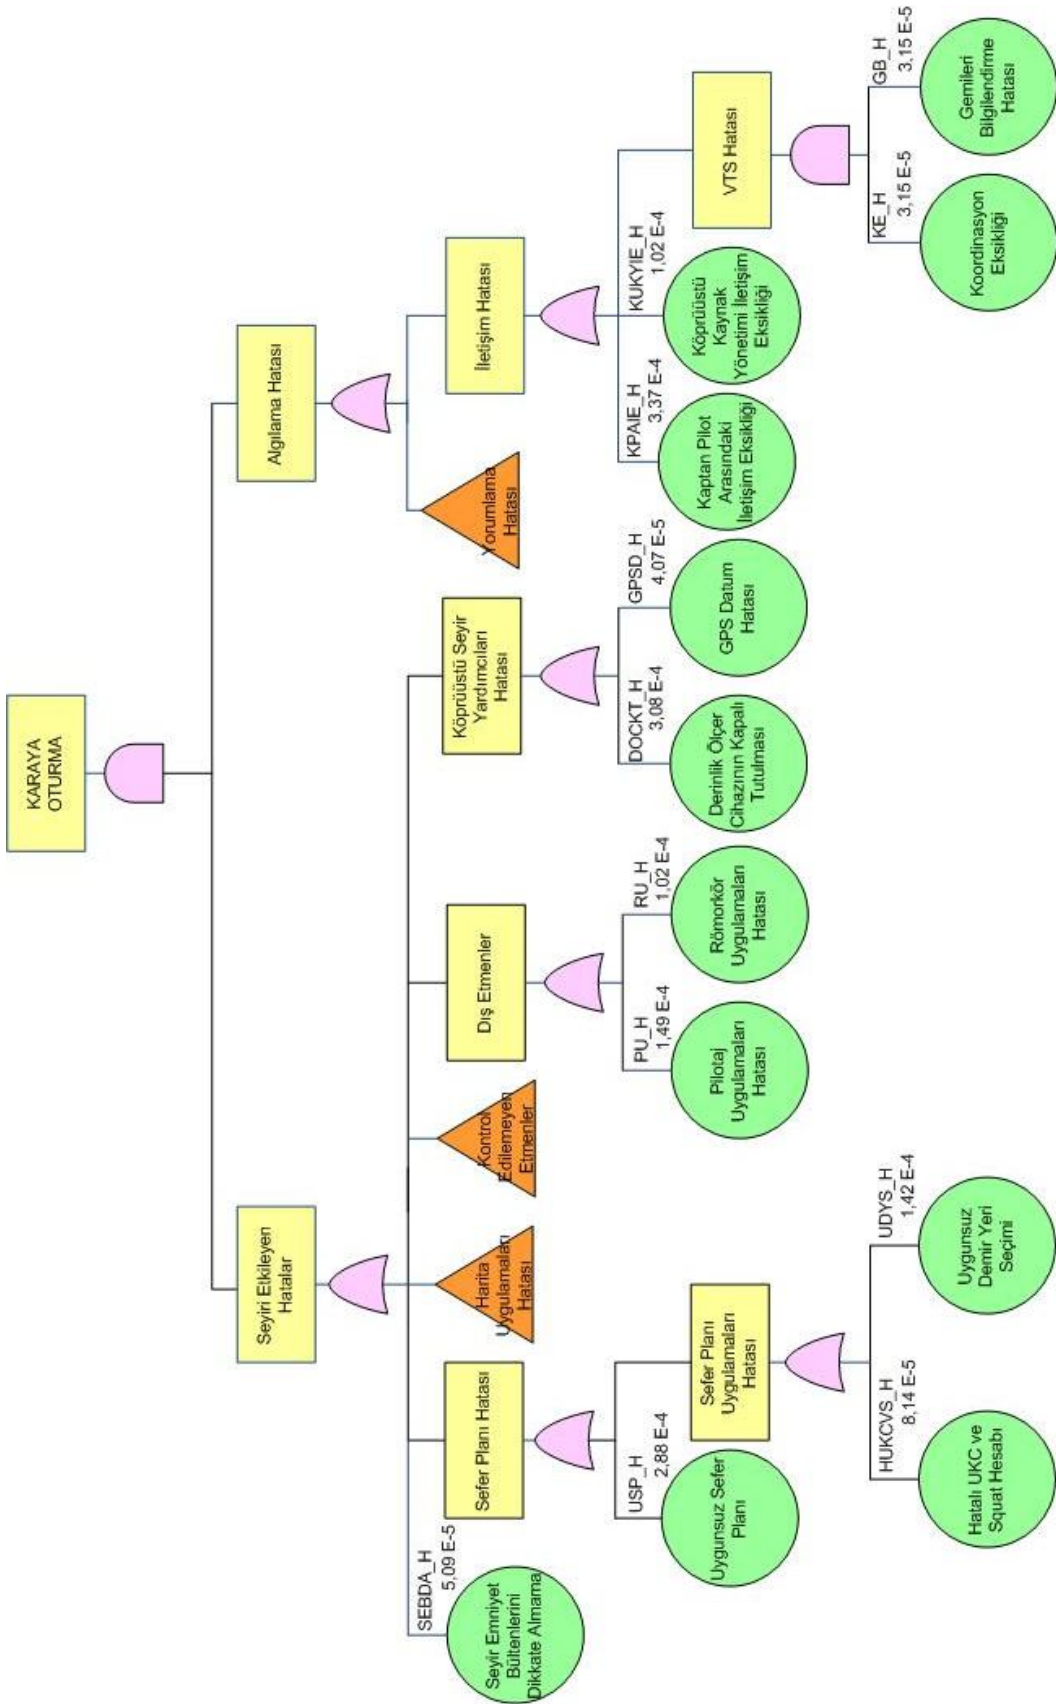 KARAYA
OTURMA
Seyiri Etkileyen
Hatalar
Algılama Hatası
SEBDA_H
5,09 E-5
Seyir Emniyet
Bültenlerini
Dikkate Almama
Sefer Planı Hatası
Harita
Uygulamaları
Hatası
Kontrol
Edilemeyen
Etmenler
Dış Etmenler
Köprüüstü Seyir
Yardımcıları
Hatası
Yorumlama
Hatası
İletişim Hatası
USP_H
2,88 E-4
Uygunsuz Sefer
Planı
Sefer Planı
Uygulamaları
Hatası
PU_H
1,49 E-4
Pilotaj
Uygulamaları
Hatası
RU_H
1,02 E-4
Römorkör
Uygulamaları
Hatası
DOCKT_H
3,08 E-4
Derinlik Ölçer
Cihazının Kapalı
Tutulması
GPSD_H
4,07 E-5
GPS Datum
Hatası
KPAIE_H
3,37 E-4
Kaptan Pilot
Arasındaki
İletişim Eksikliği
KUKYIE_H
1,02 E-4
Köprüüstü
Kaynak
Yönetimi İletişim
Eksikliği
VTS Hatası
HUKCVS_H
8,14 E-5
Hatalı UKC ve
Squat Hesabı
UDYS_H
1,42 E-4
Uygunsuz
Demir Yeri
Seçimi
KE_H
3,15 E-5
Koordinasyon
Eksikliği
GB_H
3,15 E-5
Gemileri
Bilgilendirme
Hatası